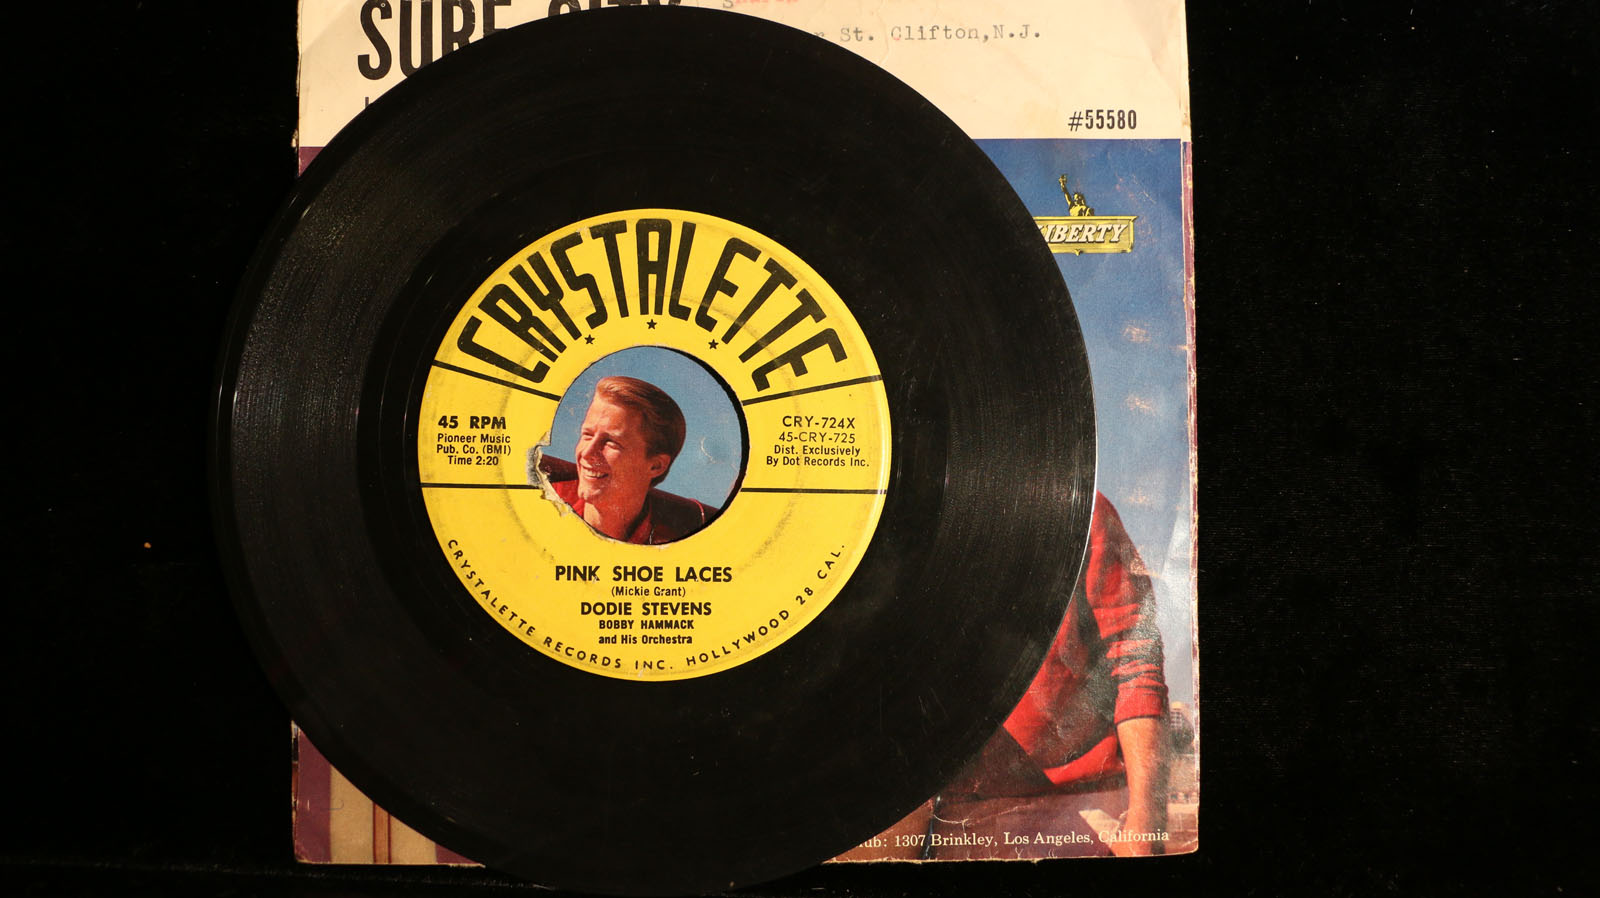 SURF CITY
St. Clifton, N.J.
#55580
LIBERTY
CRYSTALETTE
45 RPM
Pioneer Music
Pub. Co. (BMI)
Time 2:20
CRY-724X
45-CRY-725
Dist. Exclusively
By Dot Records Inc.
PINK SHOE LACES
(Mickie Grant)
DODIE STEVENS
BOBBY HAMMACK
and His Orchestra
CRYSTALETTE RECORDS INC. HOLLYWOOD 28 CAL.
1307 Brinkley, Los Angeles, California